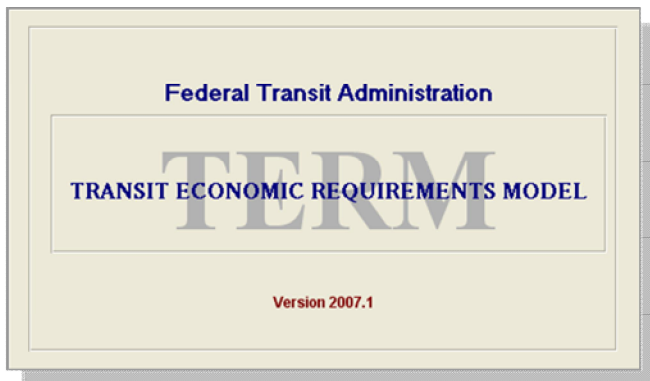 Federal Transit Administration
TERM
TRANSIT ECONOMIC REQUIREMENTS MODEL
Version 2007.1